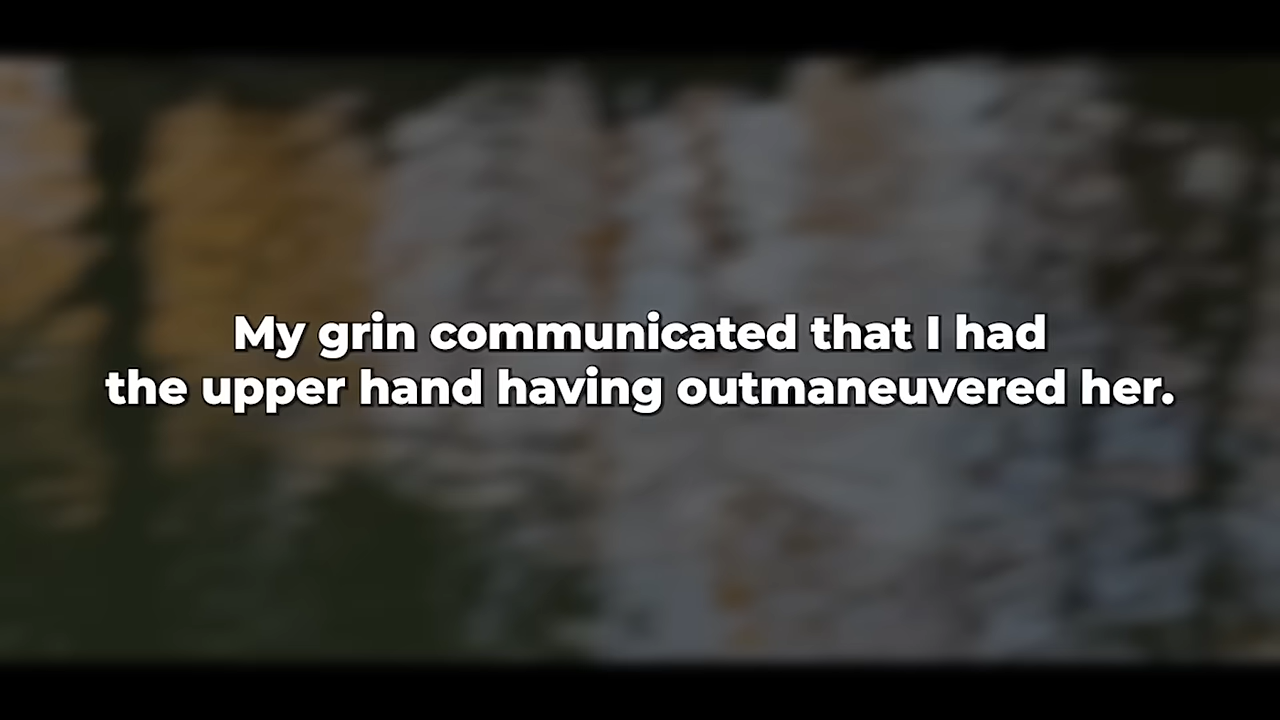 My grin communicated that I had
the upper hand having outmaneuvered her.